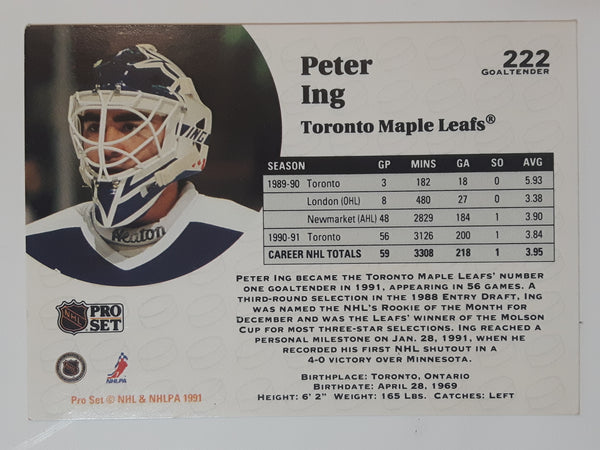 222
GOALTENDER
Peter
Ing
Toronto Maple Leafs®
SEASON GP MINS GA SO AVG
1989-90 Toronto 3 182 18 0 5.93
London (OHL) 8 480 27 0 3.38
Newmarket (AHL) 48 2829 184 1 3.90
1990-91 Toronto 56 3126 200 1 3.84
CAREER NHL TOTALS 59 3308 218 1 3.95
PETER ING BECAME THE TORONTO MAPLE LEAFS' NUMBER
ONE GOALTENDER IN 1991, APPEARING IN 56 GAMES. A
THIRD-ROUND SELECTION IN THE 1988 ENTRY DRAFT, ING
WAS NAMED THE NHL'S ROOKIE OF THE MONTH FOR
DECEMBER AND WAS THE LEAFS' WINNER OF THE MOLSON
CUP FOR MOST THREE-STAR SELECTIONS. ING REACHED
A PERSONAL MILESTONE ON JAN. 28, 1991, WHEN HE
RECORDED HIS FIRST NHL SHUTOUT IN A
4-0 VICTORY OVER MINNESOTA.
BIRTHPLACE: TORONTO, ONTARIO
BIRTHDATE: APRIL 28, 1969
HEIGHT: 6' 2" WEIGHT: 165 LBS. CATCHES: LEFT
ING
Heaton
NHL
PRO
SET
NHLPA
Pro Set © NHL & NHLPA 1991